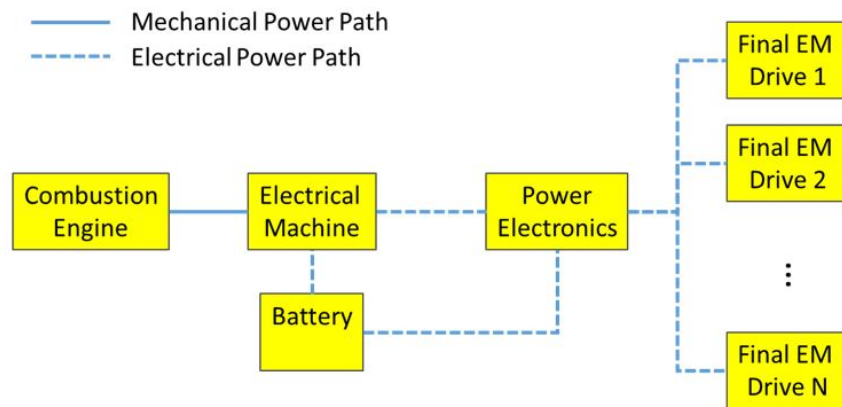 Mechanical Power Path
Electrical Power Path
Final EM
Drive 1
Final EM
Drive 2
Combustion
Engine
Electrical
Machine
Power
Electronics
Battery
⋮
Final EM
Drive N